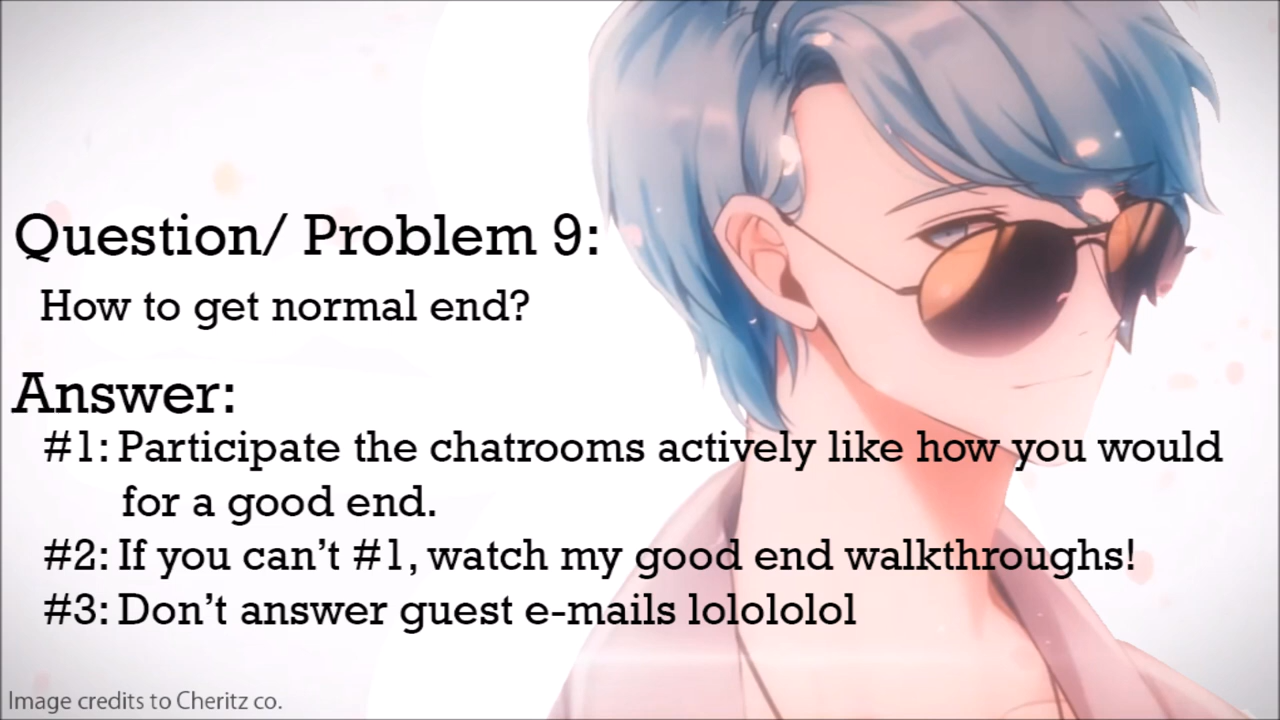 Question/ Problem 9:
How to get normal end?
Answer:
#1: Participate the chatrooms actively like how you would
for a good end.
#2: If you can't #1, watch my good end walkthroughs!
#3: Don't answer guest e-mails lolololol
Image credits to Cheritz co.